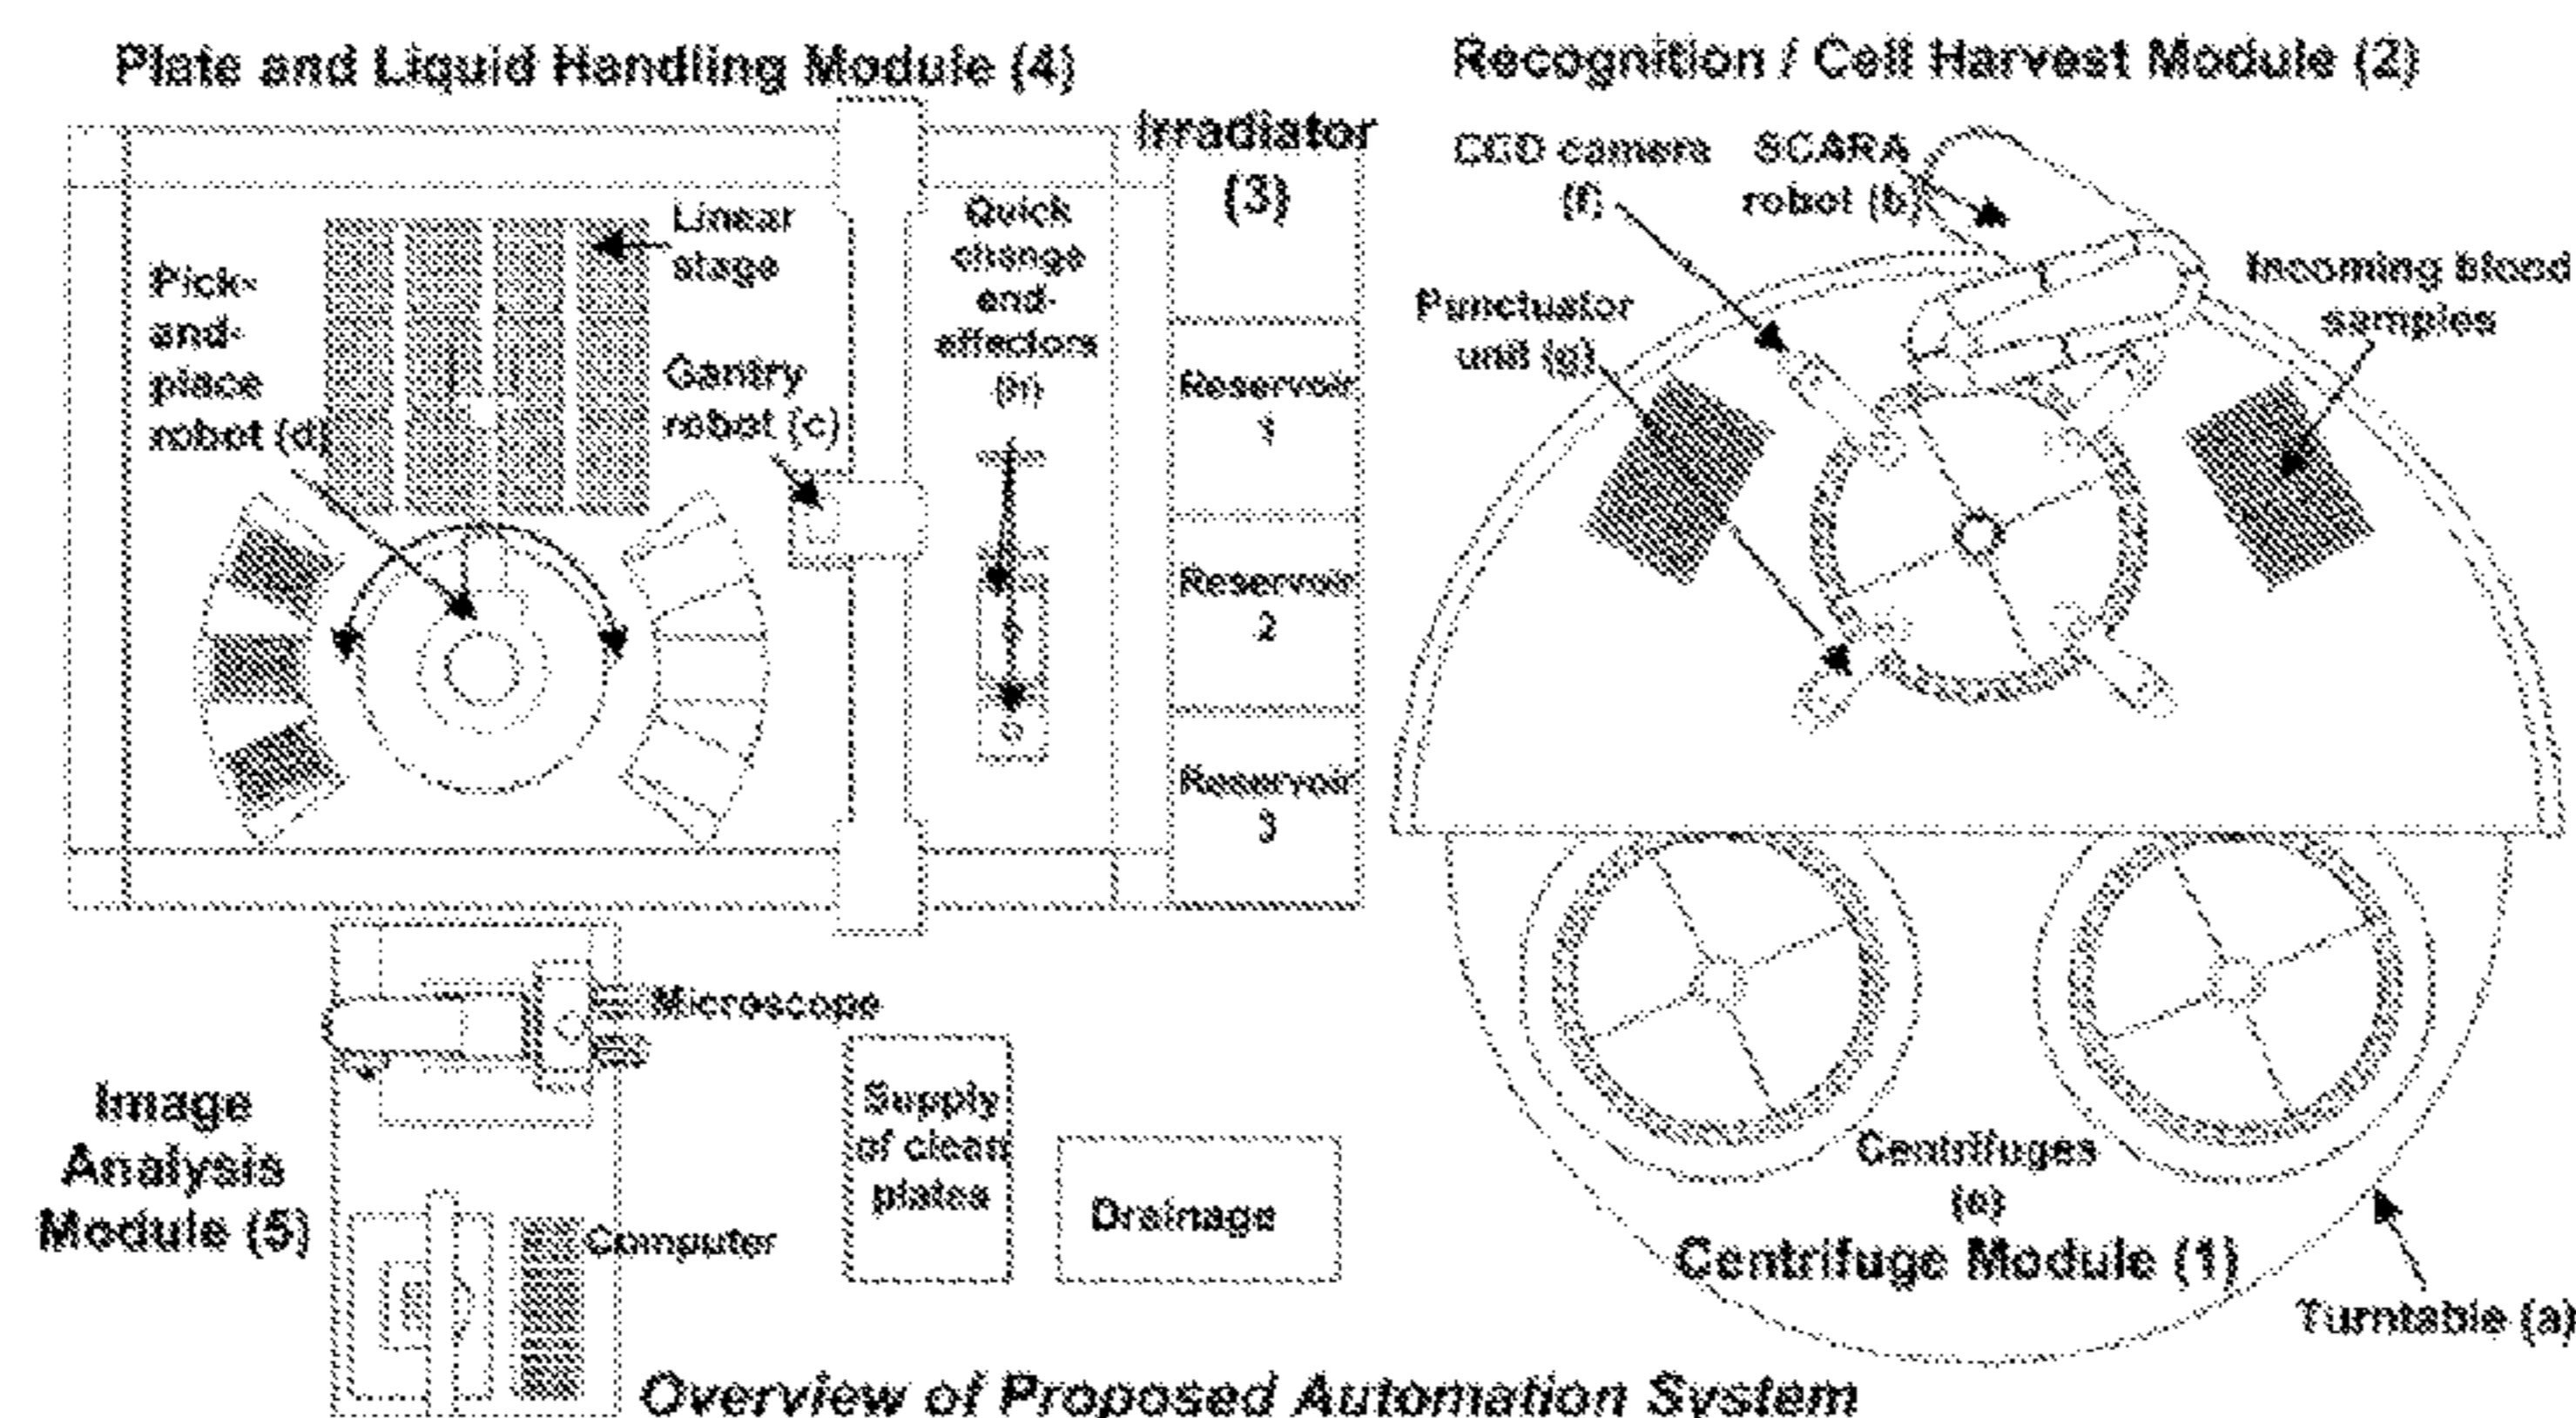 Plate and Liquid Handling Module (4)
Recognition / Cell Harvest Module (2)
Irradiator
(3)
CCD camera
(f)
SCARA
robot (b)
Linear
stage
Quick
change
end-
effectors
(h)
Pick-
and-
place
robot (d)
Gantry
robot (c)
Punctuator
unit (g)
Incoming blood
samples
Reservoir
1
Reservoir
2
Reservoir
3
Microscope
Image
Analysis
Module (5)
Supply
of clean
plates
Drainage
Computer
Centrifuges
(e)
Centrifuge Module (1)
Turntable (a)
Overview of Proposed Automation System